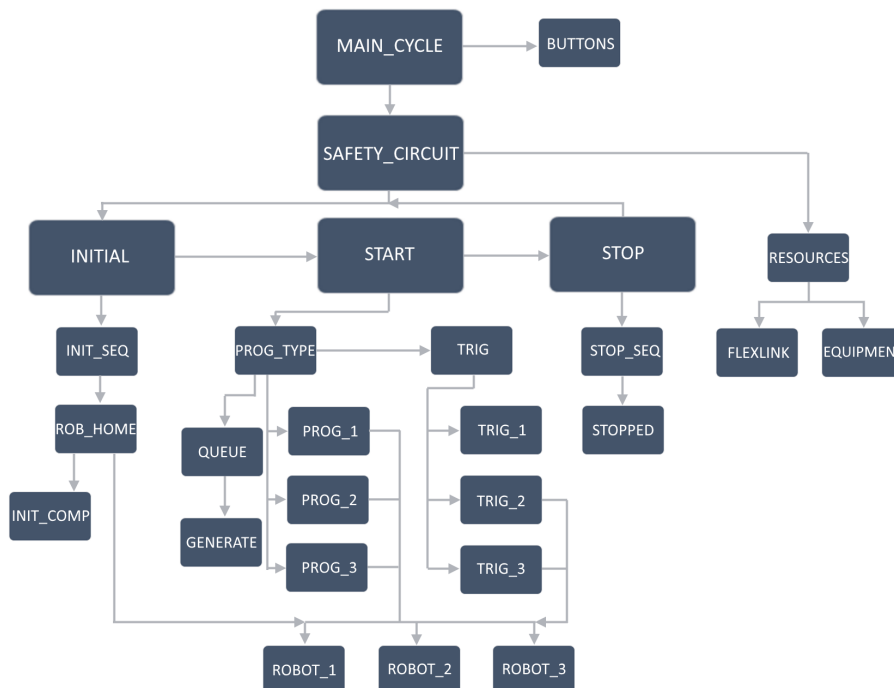 MAIN_CYCLE
BUTTONS
SAFETY_CIRCUIT
INITIAL
START
STOP
RESOURCES
INIT_SEQ
PROG_TYPE
TRIG
STOP_SEQ
FLEXLINK
EQUIPMEN
ROB_HOME
QUEUE
PROG_1
TRIG_1
STOPPED
INIT_COMP
PROG_2
TRIG_2
GENERATE
PROG_3
TRIG_3
ROBOT_1
ROBOT_2
ROBOT_3